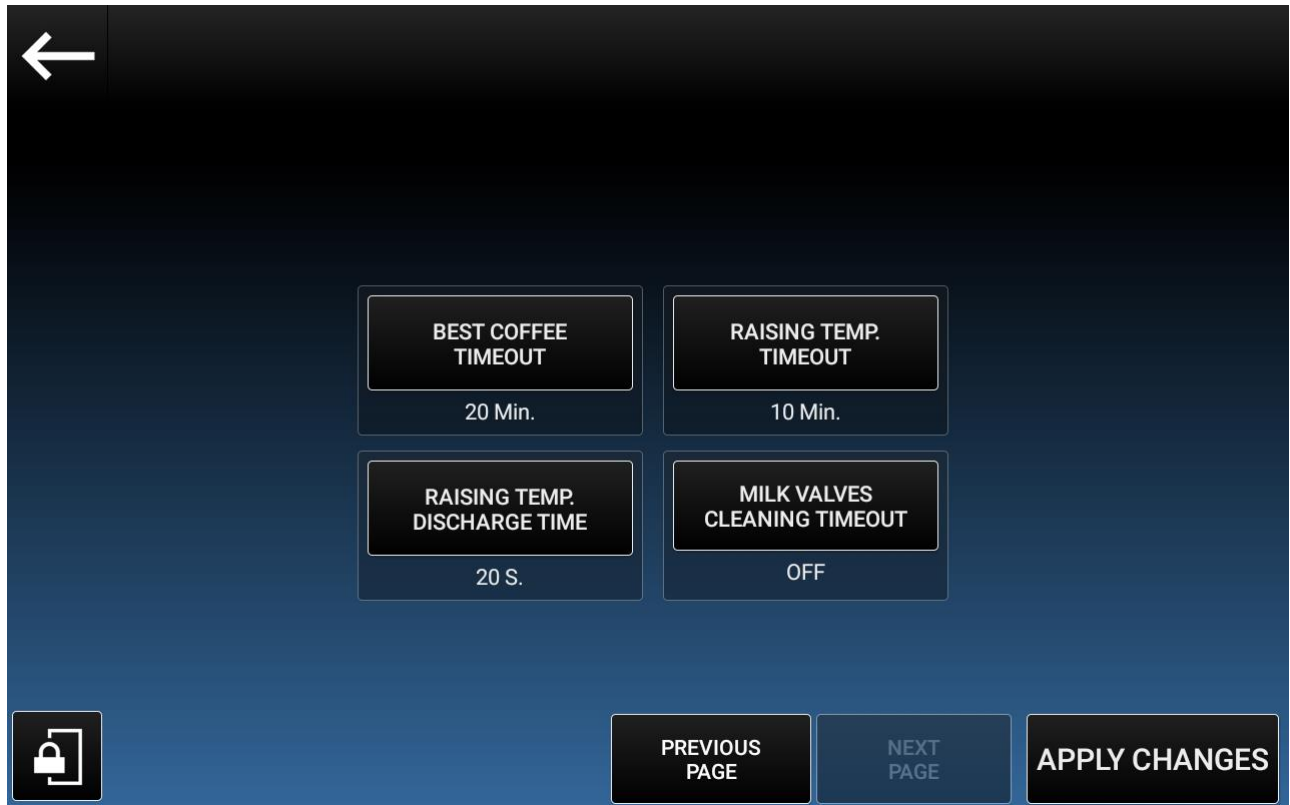 BEST COFFEE
TIMEOUT
20 Min.
RAISING TEMP.
TIMEOUT
10 Min.
RAISING TEMP.
DISCHARGE TIME
20 S.
MILK VALVES
CLEANING TIMEOUT
OFF
PREVIOUS
PAGE
NEXT
PAGE
APPLY CHANGES